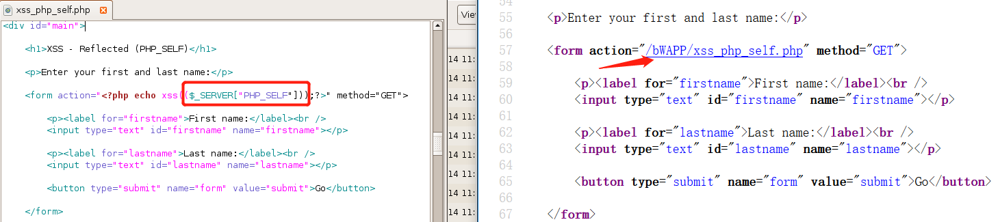 xss_php_self.php
<div id="main">
<h1>XSS - Reflected (PHP_SELF)</h1>
<p>Enter your first and last name:</p>
<form action="<?php echo xss(($_SERVER["PHP_SELF"]));?>" method="GET">
<p><label for="firstname">First name:</label><br />
<input type="text" id="firstname" name="firstname"></p>
<p><label for="lastname">Last name:</label><br />
<input type="text" id="lastname" name="lastname"></p>
<button type="submit" name="form" value="submit">Go</button>
</form>
View
14 11:
14 11:
14 11:
14 11:
14 11:
14 11:
14 11:
14 11:
14 11:
54
55 <p>Enter your first and last name:</p>
56
57 <form action="/bWAPP/xss_php_self.php" method="GET">
58
59 <p><label for="firstname">First name:</label><br />
60 <input type="text" id="firstname" name="firstname"></p>
61
62 <p><label for="lastname">Last name:</label><br />
63 <input type="text" id="lastname" name="lastname"></p>
64
65 <button type="submit" name="form" value="submit">Go</button>
66
67 </form>